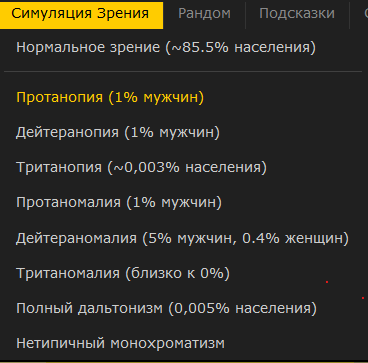 Симуляция Зрения Рандом Подсказки
Нормальное зрение (~85.5% населения)
Протанопия (1% мужчин)
Дейтеранопия (1% мужчин)
Тританопия (~0,003% населения)
Протаномалия (1% мужчин)
Дейтераномалия (5% мужчин, 0.4% женщин)
Тританомалия (близко к 0%)
Полный дальтонизм (0,005% населения)
Нетипичный монохроматизм